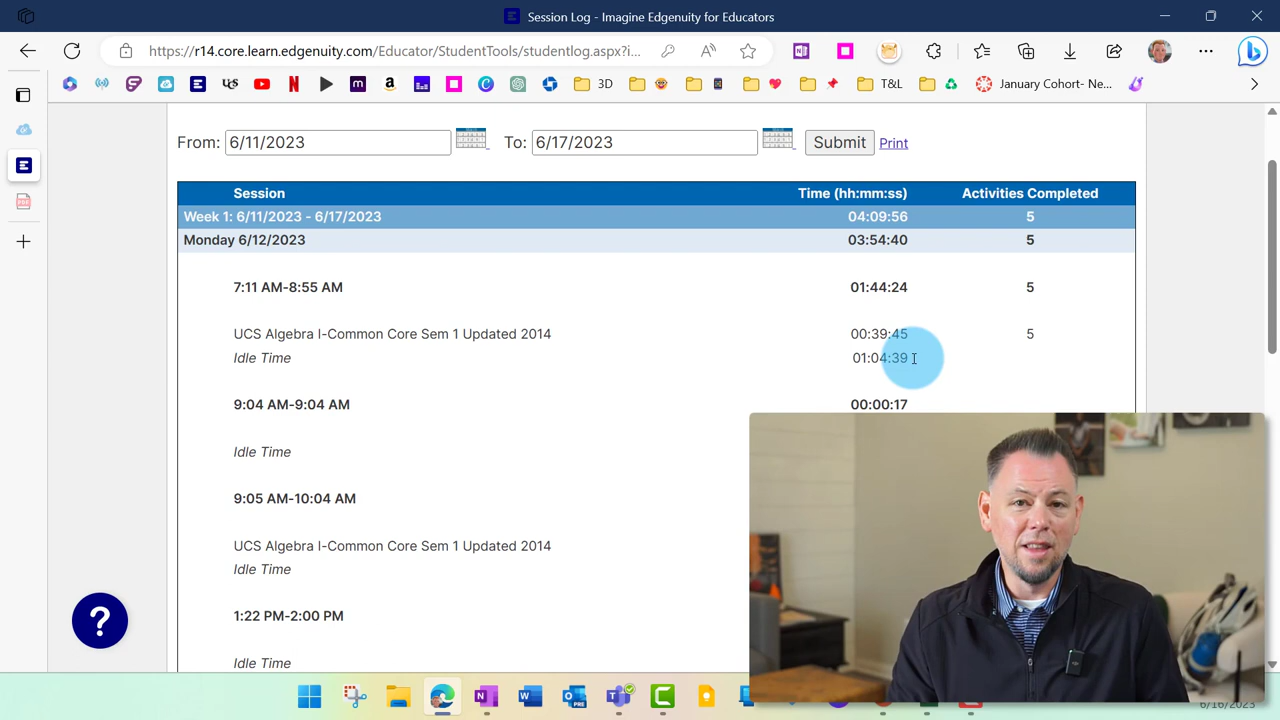 Session Log - Imagine Edgenuity for Educators
https://r14.core.learn.edgenuity.com/Educator/StudentTools/studentlog.aspx?i...
3D
T&L
January Cohort- Ne...
From: 6/11/2023 To: 6/17/2023 Submit Print
Session Time (hh:mm:ss) Activities Completed
Week 1: 6/11/2023 - 6/17/2023 04:09:56 5
Monday 6/12/2023 03:54:40 5
7:11 AM-8:55 AM 01:44:24 5
UCS Algebra I-Common Core Sem 1 Updated 2014 00:39:45 5
Idle Time 01:04:39
9:04 AM-9:04 AM 00:00:17
Idle Time
9:05 AM-10:04 AM
UCS Algebra I-Common Core Sem 1 Updated 2014
Idle Time
1:22 PM-2:00 PM
Idle Time
?
6/16/2023